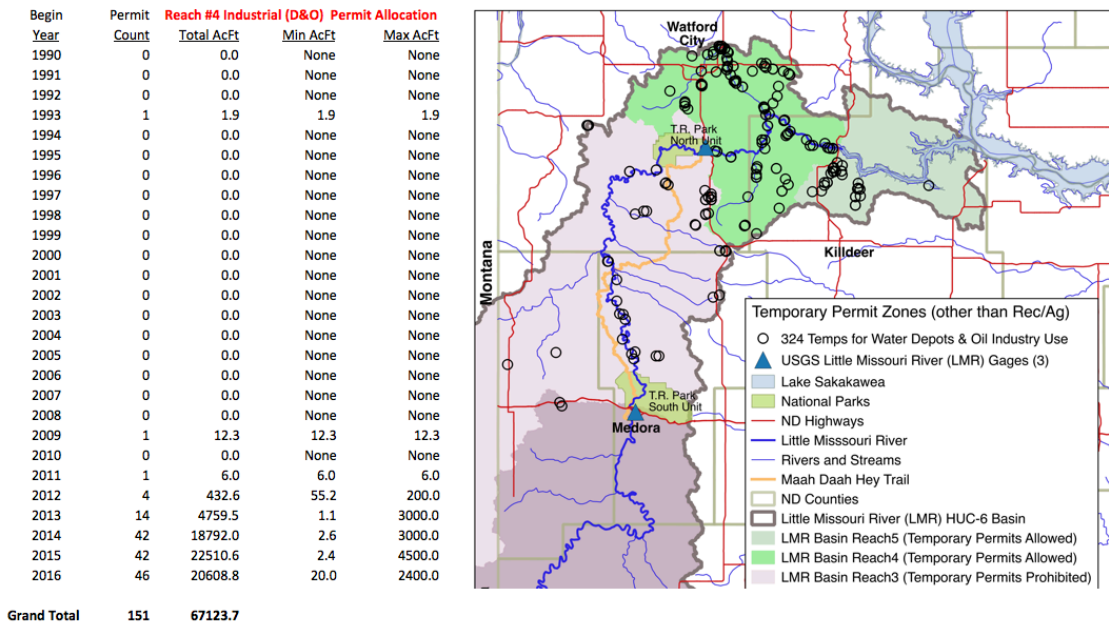 Begin Permit Reach #4 Industrial (D&O) Permit Allocation
Year Count Total AcFt Min AcFt Max AcFt
1990 0 0.0 None None
1991 0 0.0 None None
1992 0 0.0 None None
1993 1 1.9 1.9 1.9
1994 0 0.0 None None
1995 0 0.0 None None
1996 0 0.0 None None
1997 0 0.0 None None
1998 0 0.0 None None
1999 0 0.0 None None
2000 0 0.0 None None
2001 0 0.0 None None
2002 0 0.0 None None
2003 0 0.0 None None
2004 0 0.0 None None
2005 0 0.0 None None
2006 0 0.0 None None
2007 0 0.0 None None
2008 0 0.0 None None
2009 1 12.3 12.3 12.3
2010 0 0.0 None None
2011 1 6.0 6.0 6.0
2012 4 432.6 55.2 200.0
2013 14 4759.5 1.1 3000.0
2014 42 18792.0 2.6 3000.0
2015 42 22510.6 2.4 4500.0
2016 46 20608.8 20.0 2400.0
Grand Total 151 67123.7
Watford
City
T.R. Park
North Unit
Killdeer
Montana
T.R. Park
South Unit
Medora
Temporary Permit Zones (other than Rec/Ag)
324 Temps for Water Depots & Oil Industry Use
USGS Little Missouri River (LMR) Gages (3)
Lake Sakakawea
National Parks
ND Highways
Little Misssouri River
Rivers and Streams
Maah Daah Hey Trail
ND Counties
Little Missouri River (LMR) HUC-6 Basin
LMR Basin Reach5 (Temporary Permits Allowed)
LMR Basin Reach4 (Temporary Permits Allowed)
LMR Basin Reach3 (Temporary Permits Prohibited)